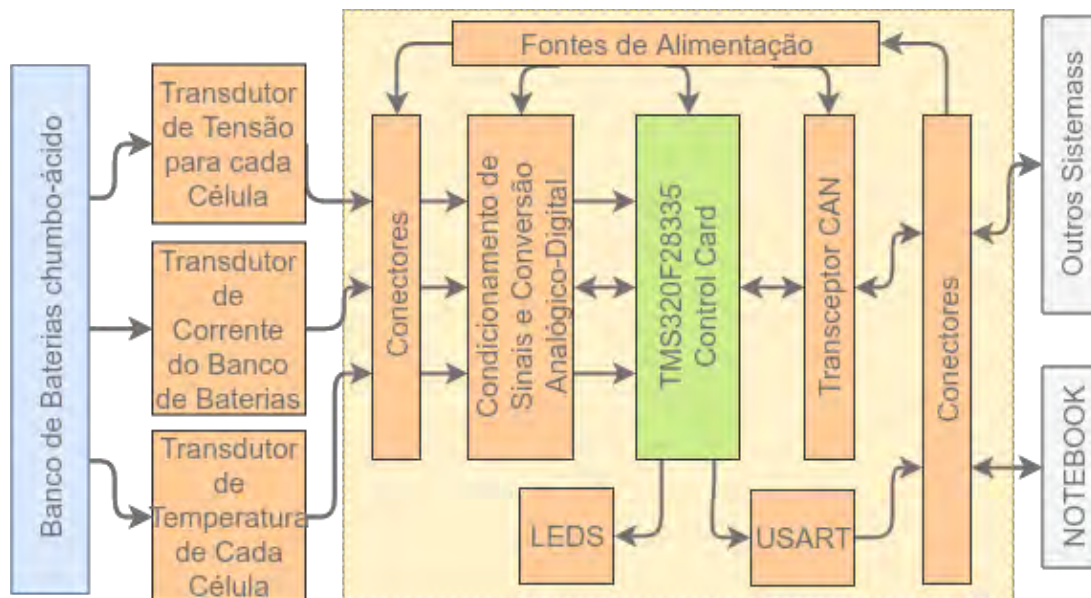 Fontes de Alimentação
Banco de Baterias chumbo-ácido
Transdutor
de Tensão
para cada
Célula
Transdutor
de
Corrente
do Banco
de Baterias
Transdutor
de
Temperatura
de Cada
Célula
Conectores
Condicionamento de
Sinais e Conversão
Analógico-Digital
TMS320F28335
Control Card
Transceptor CAN
Conectores
LEDS
USART
Outros Sistemass
NOTEBOOK